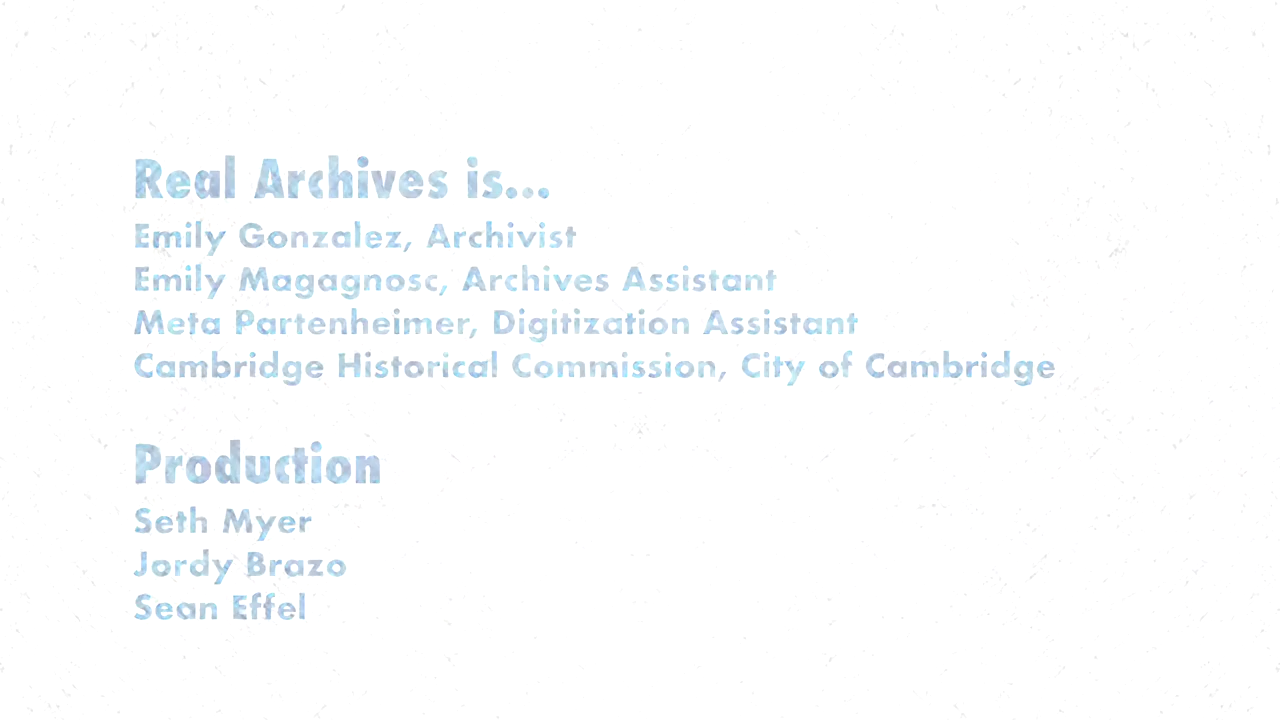 Real Archives is...
Emily Gonzalez, Archivist
Emily Magagnosc, Archives Assistant
Meta Partenheimer, Digitization Assistant
Cambridge Historical Commission, City of Cambridge
Production
Seth Myer
Jordy Brazo
Sean Effel